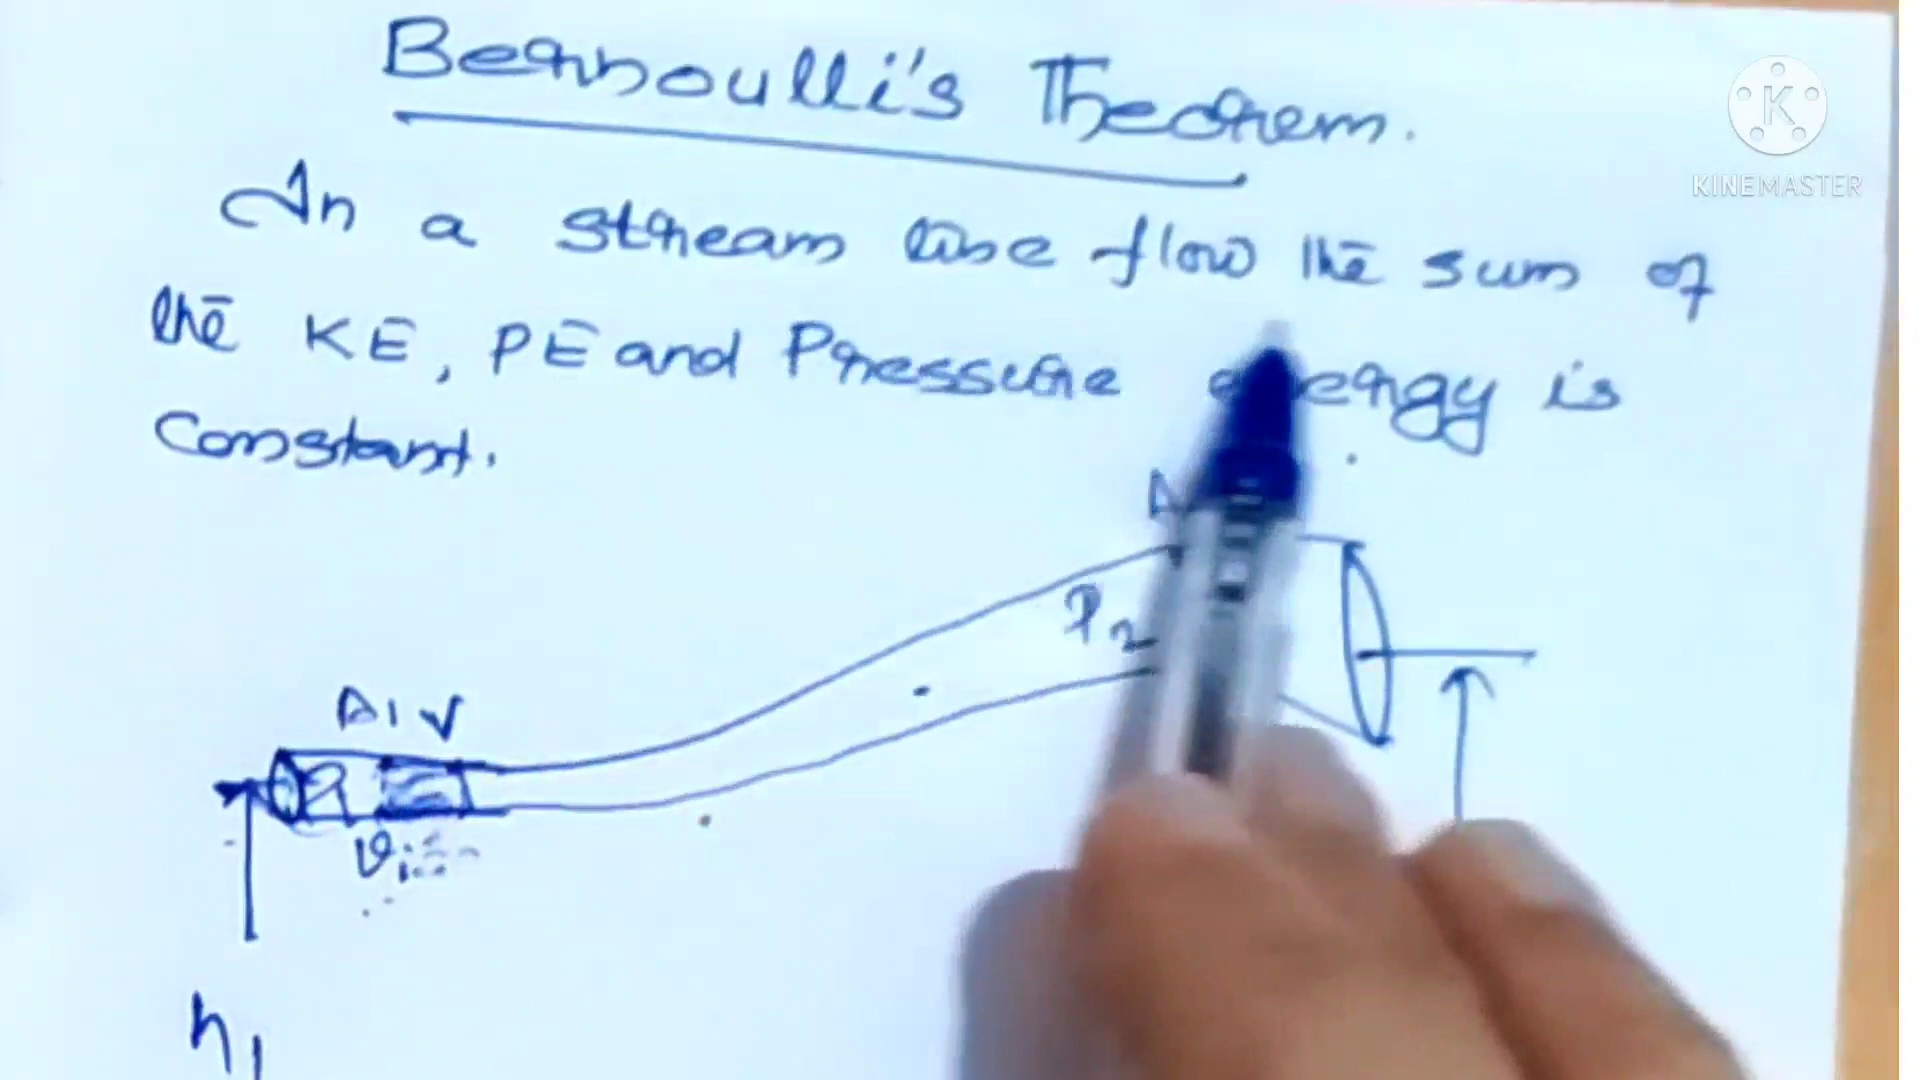 Bernoulli's Theorem.
In a stream line flow the sum of
the KE, PE and Pressure energy is
Constant.
P2
A1 V
V1
h1
K
KINEMASTER